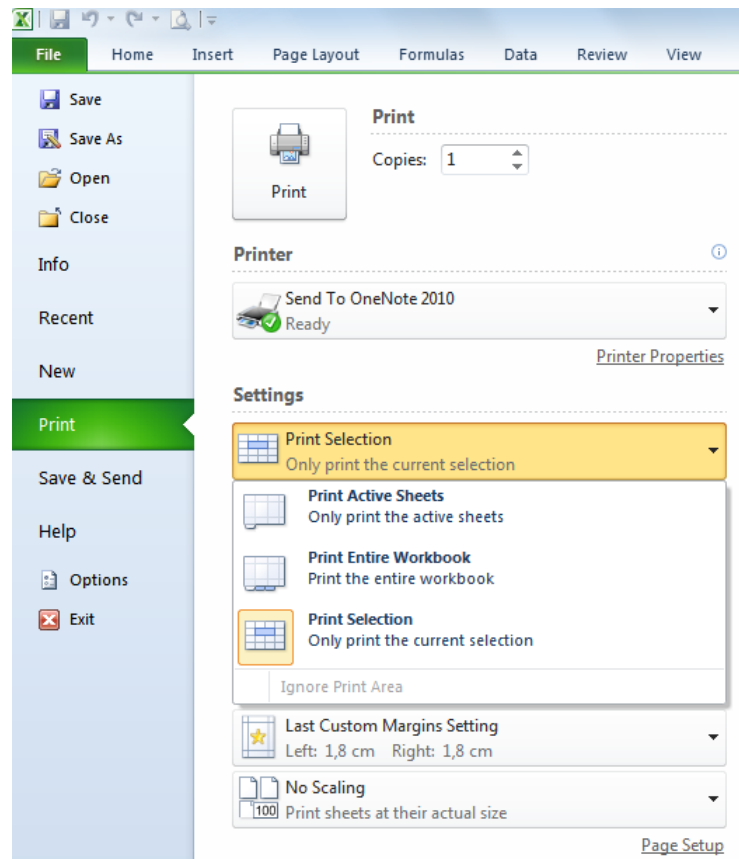 File Home Insert Page Layout Formulas Data Review View
Save
Save As
Open
Close
Info
Recent
New
Print
Save & Send
Help
Options
Exit
Print
Print
Copies: 1
Printer
Send To OneNote 2010
Ready
Printer Properties
Settings
Print Selection
Only print the current selection
Print Active Sheets
Only print the active sheets
Print Entire Workbook
Print the entire workbook
Print Selection
Only print the current selection
Ignore Print Area
Last Custom Margins Setting
Left: 1,8 cm Right: 1,8 cm
No Scaling
100 Print sheets at their actual size
Page Setup